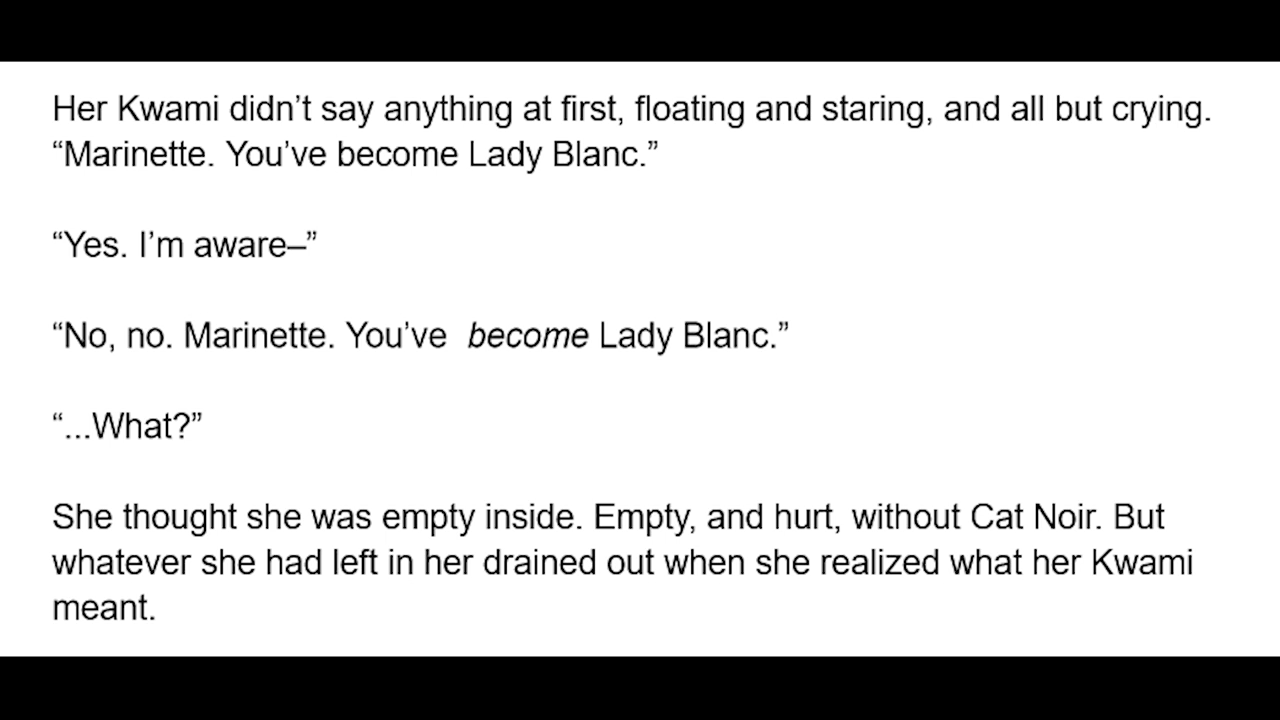 Her Kwami didn’t say anything at first, floating and staring, and all but crying.
“Marinette. You’ve become Lady Blanc.”
“Yes. I’m aware–”
“No, no. Marinette. You’ve  become Lady Blanc.”
“...What?”
She thought she was empty inside. Empty, and hurt, without Cat Noir. But
whatever she had left in her drained out when she realized what her Kwami
meant.